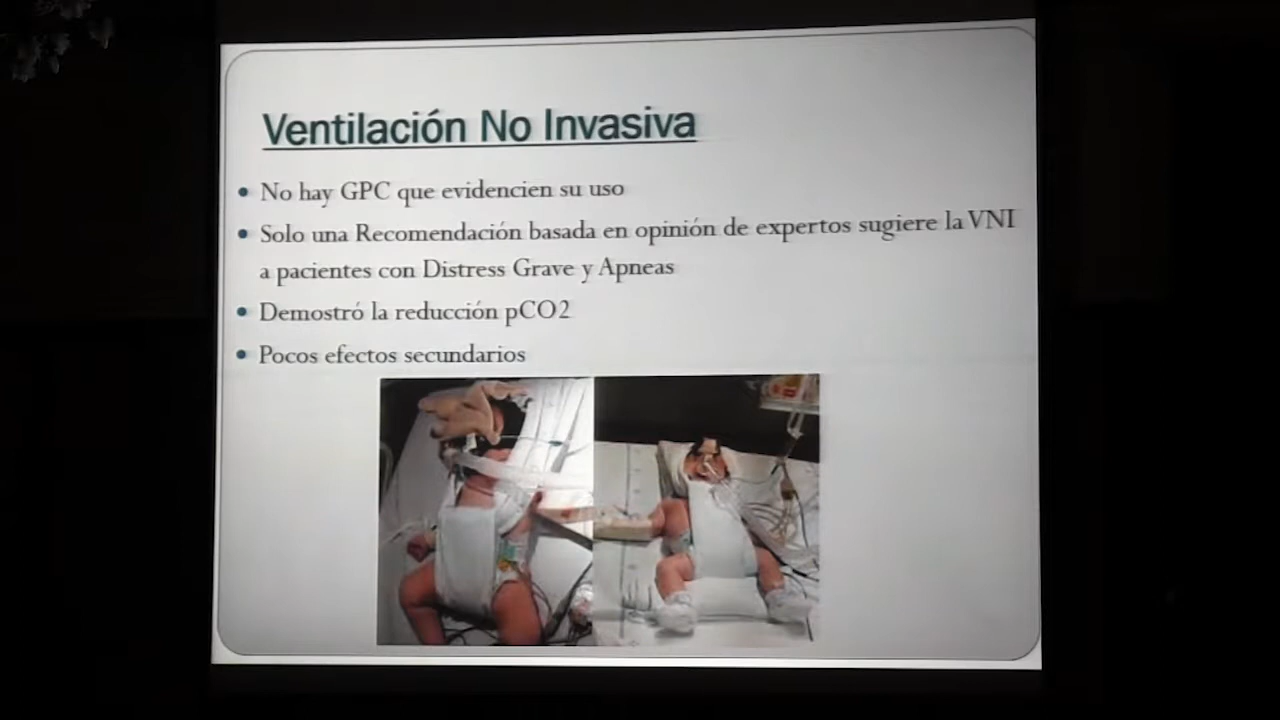 Ventilación No Invasiva
• No hay GPC que evidencien su uso
• Solo una Recomendación basada en opinión de expertos sugiere la VNI
a pacientes con Distress Grave y Apneas
• Demostró la reducción pCO2
• Pocos efectos secundarios